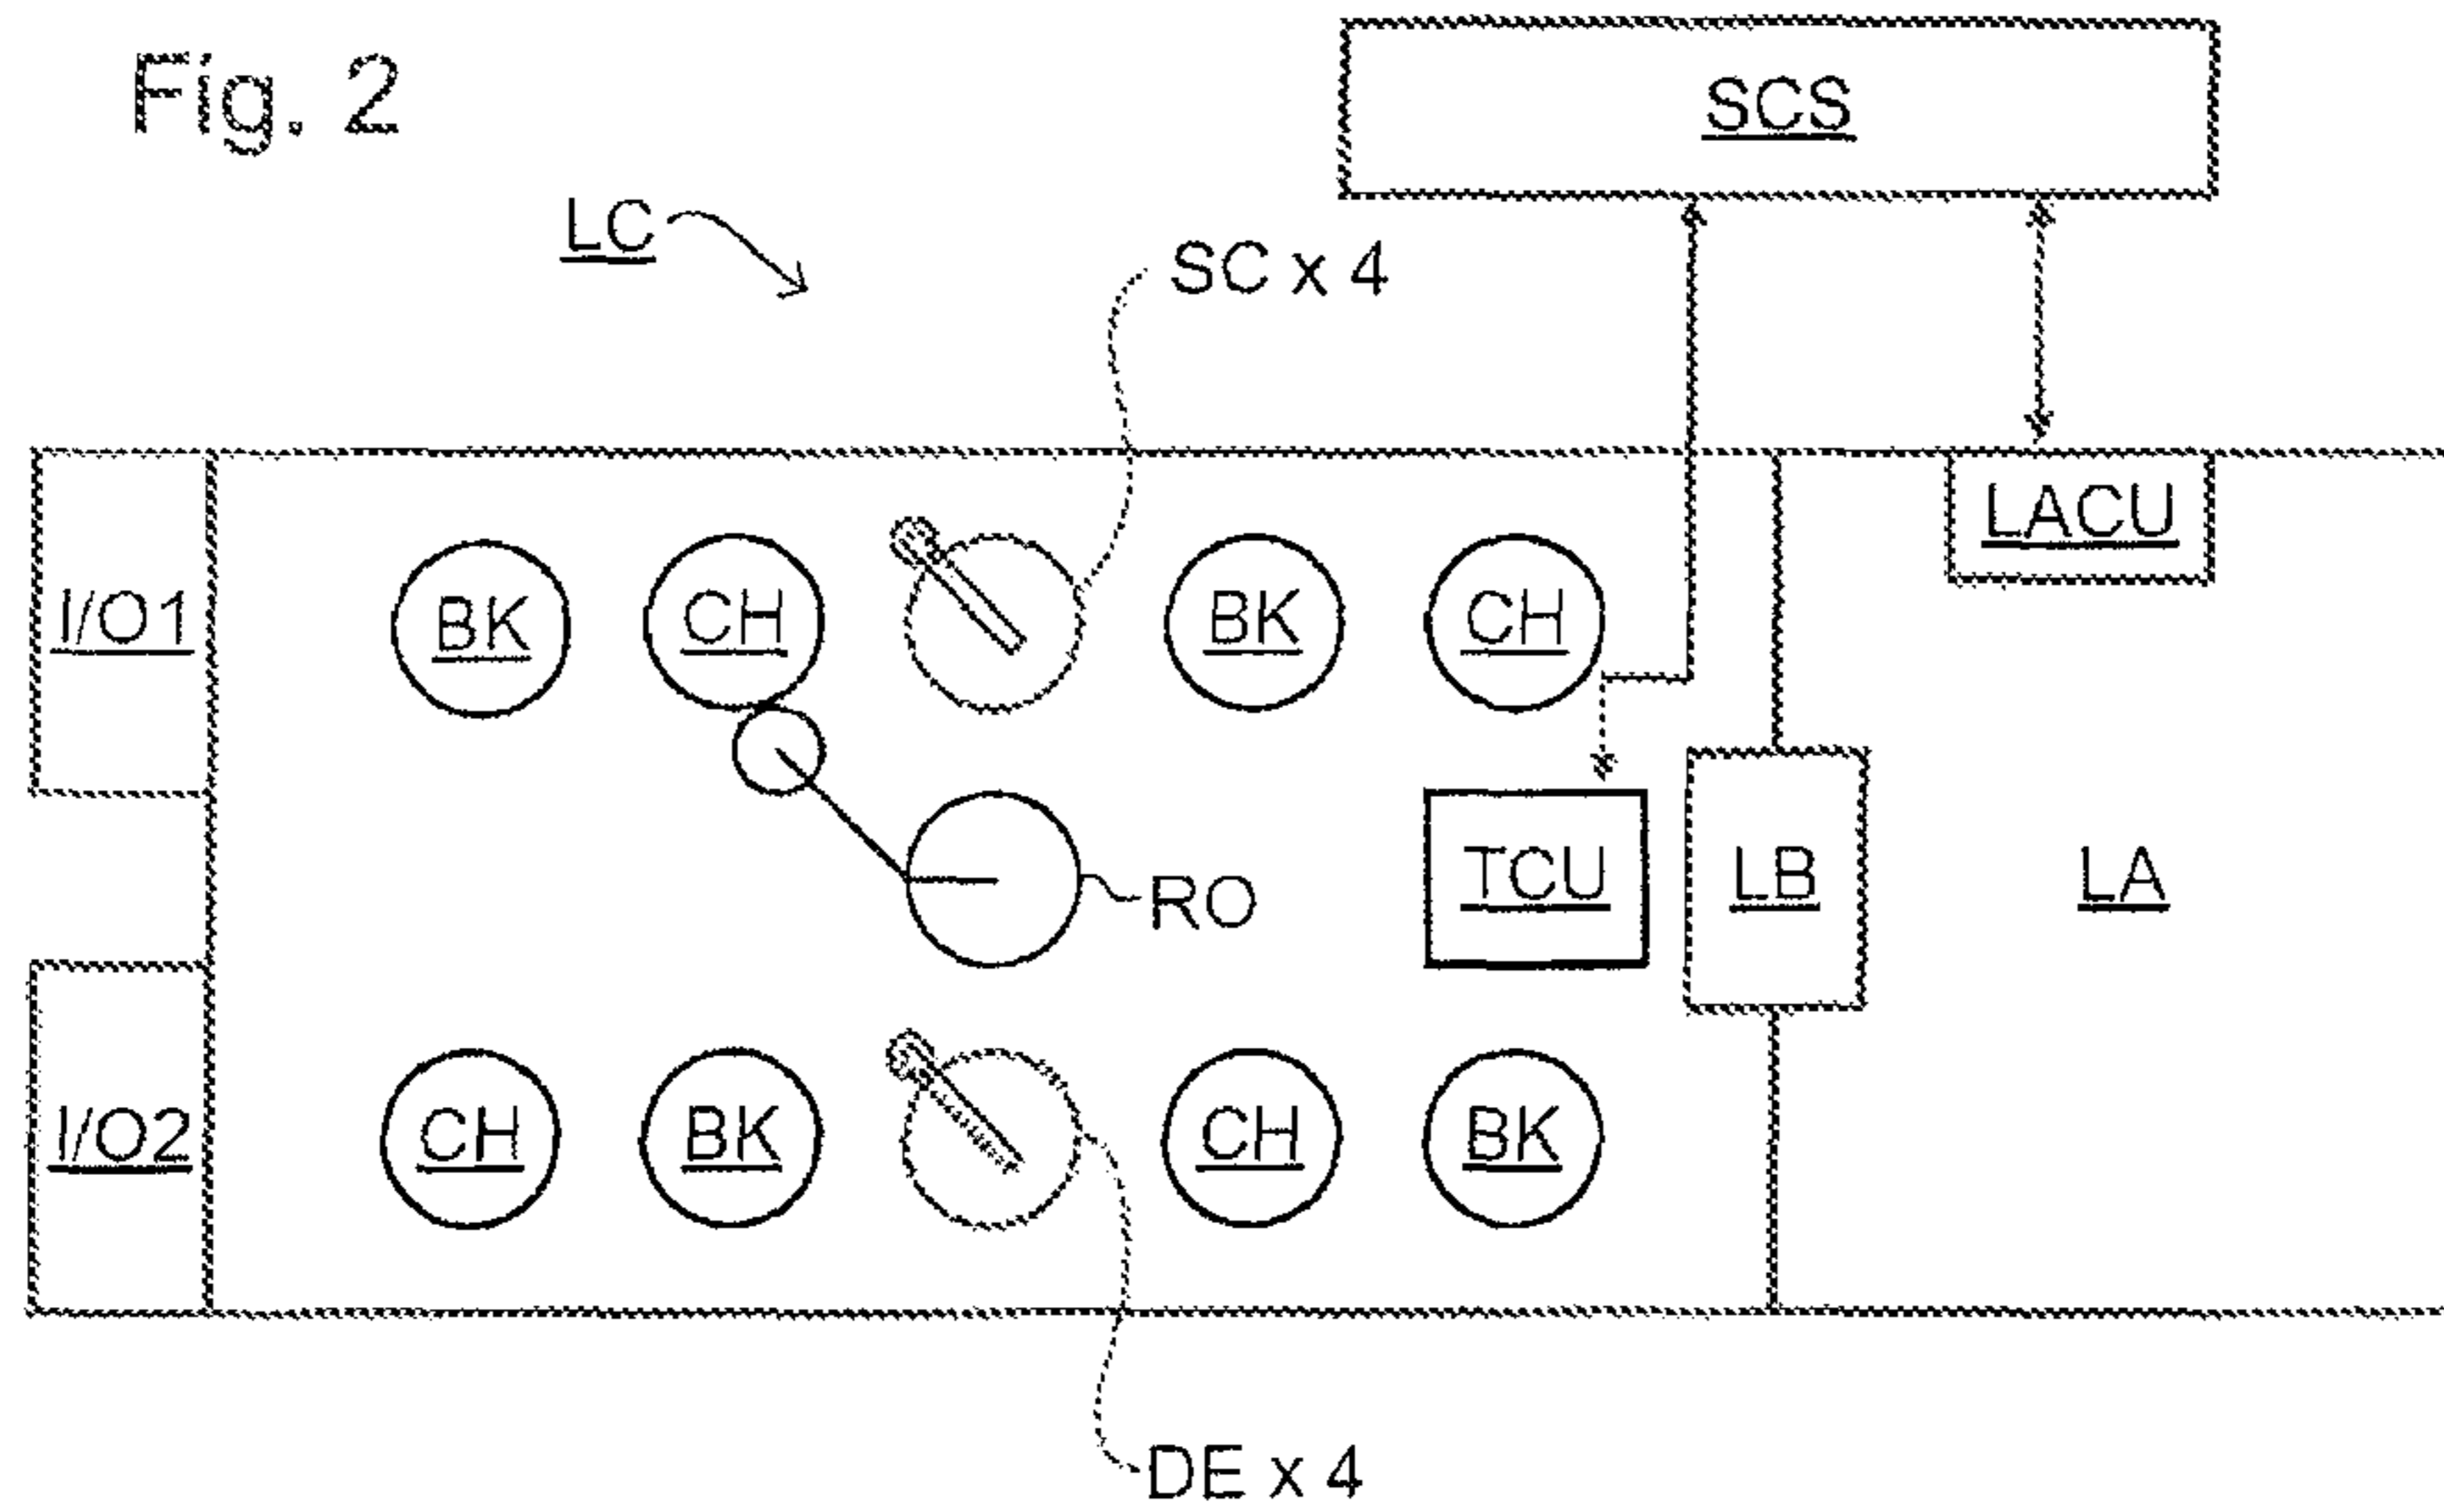 Fig. 2
SCS
LC
SC x 4
LACU
I/O1
BK
CH
BK
CH
RO
TCU
LB
LA
I/O2
CH
BK
CH
BK
DE x 4